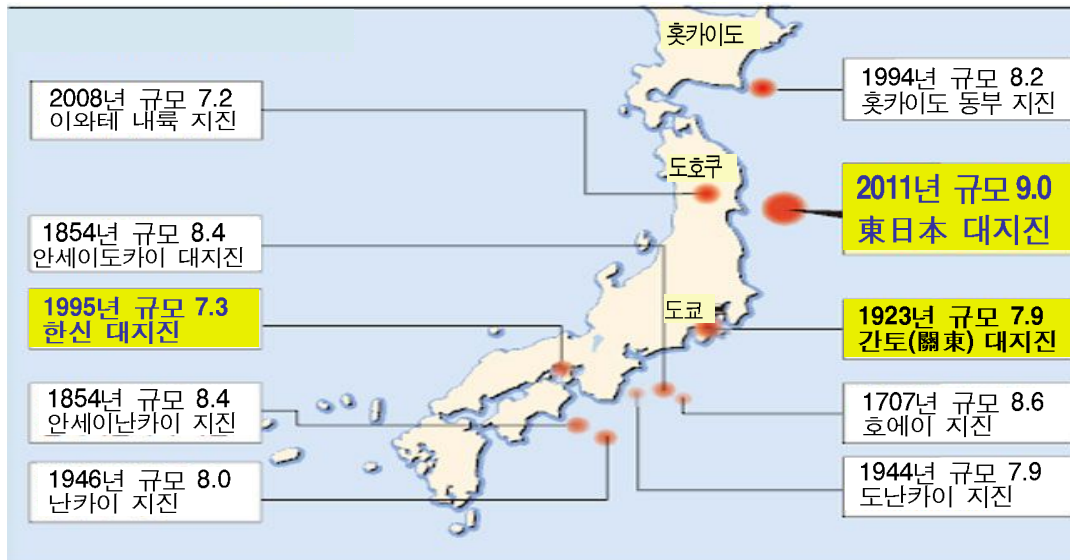 홋카이도
2008년 규모 7.2
이와테 내륙 지진
1994년 규모 8.2
홋카이도 동부 지진
도호쿠
2011년 규모 9.0
東日本 대지진
1854년 규모 8.4
안세이도카이 대지진
1995년 규모 7.3
한신 대지진
도쿄
1923년 규모 7.9
간토(關東) 대지진
1854년 규모 8.4
안세이난카이 지진
1707년 규모 8.6
호에이 지진
1946년 규모 8.0
난카이 지진
1944년 규모 7.9
도난카이 지진